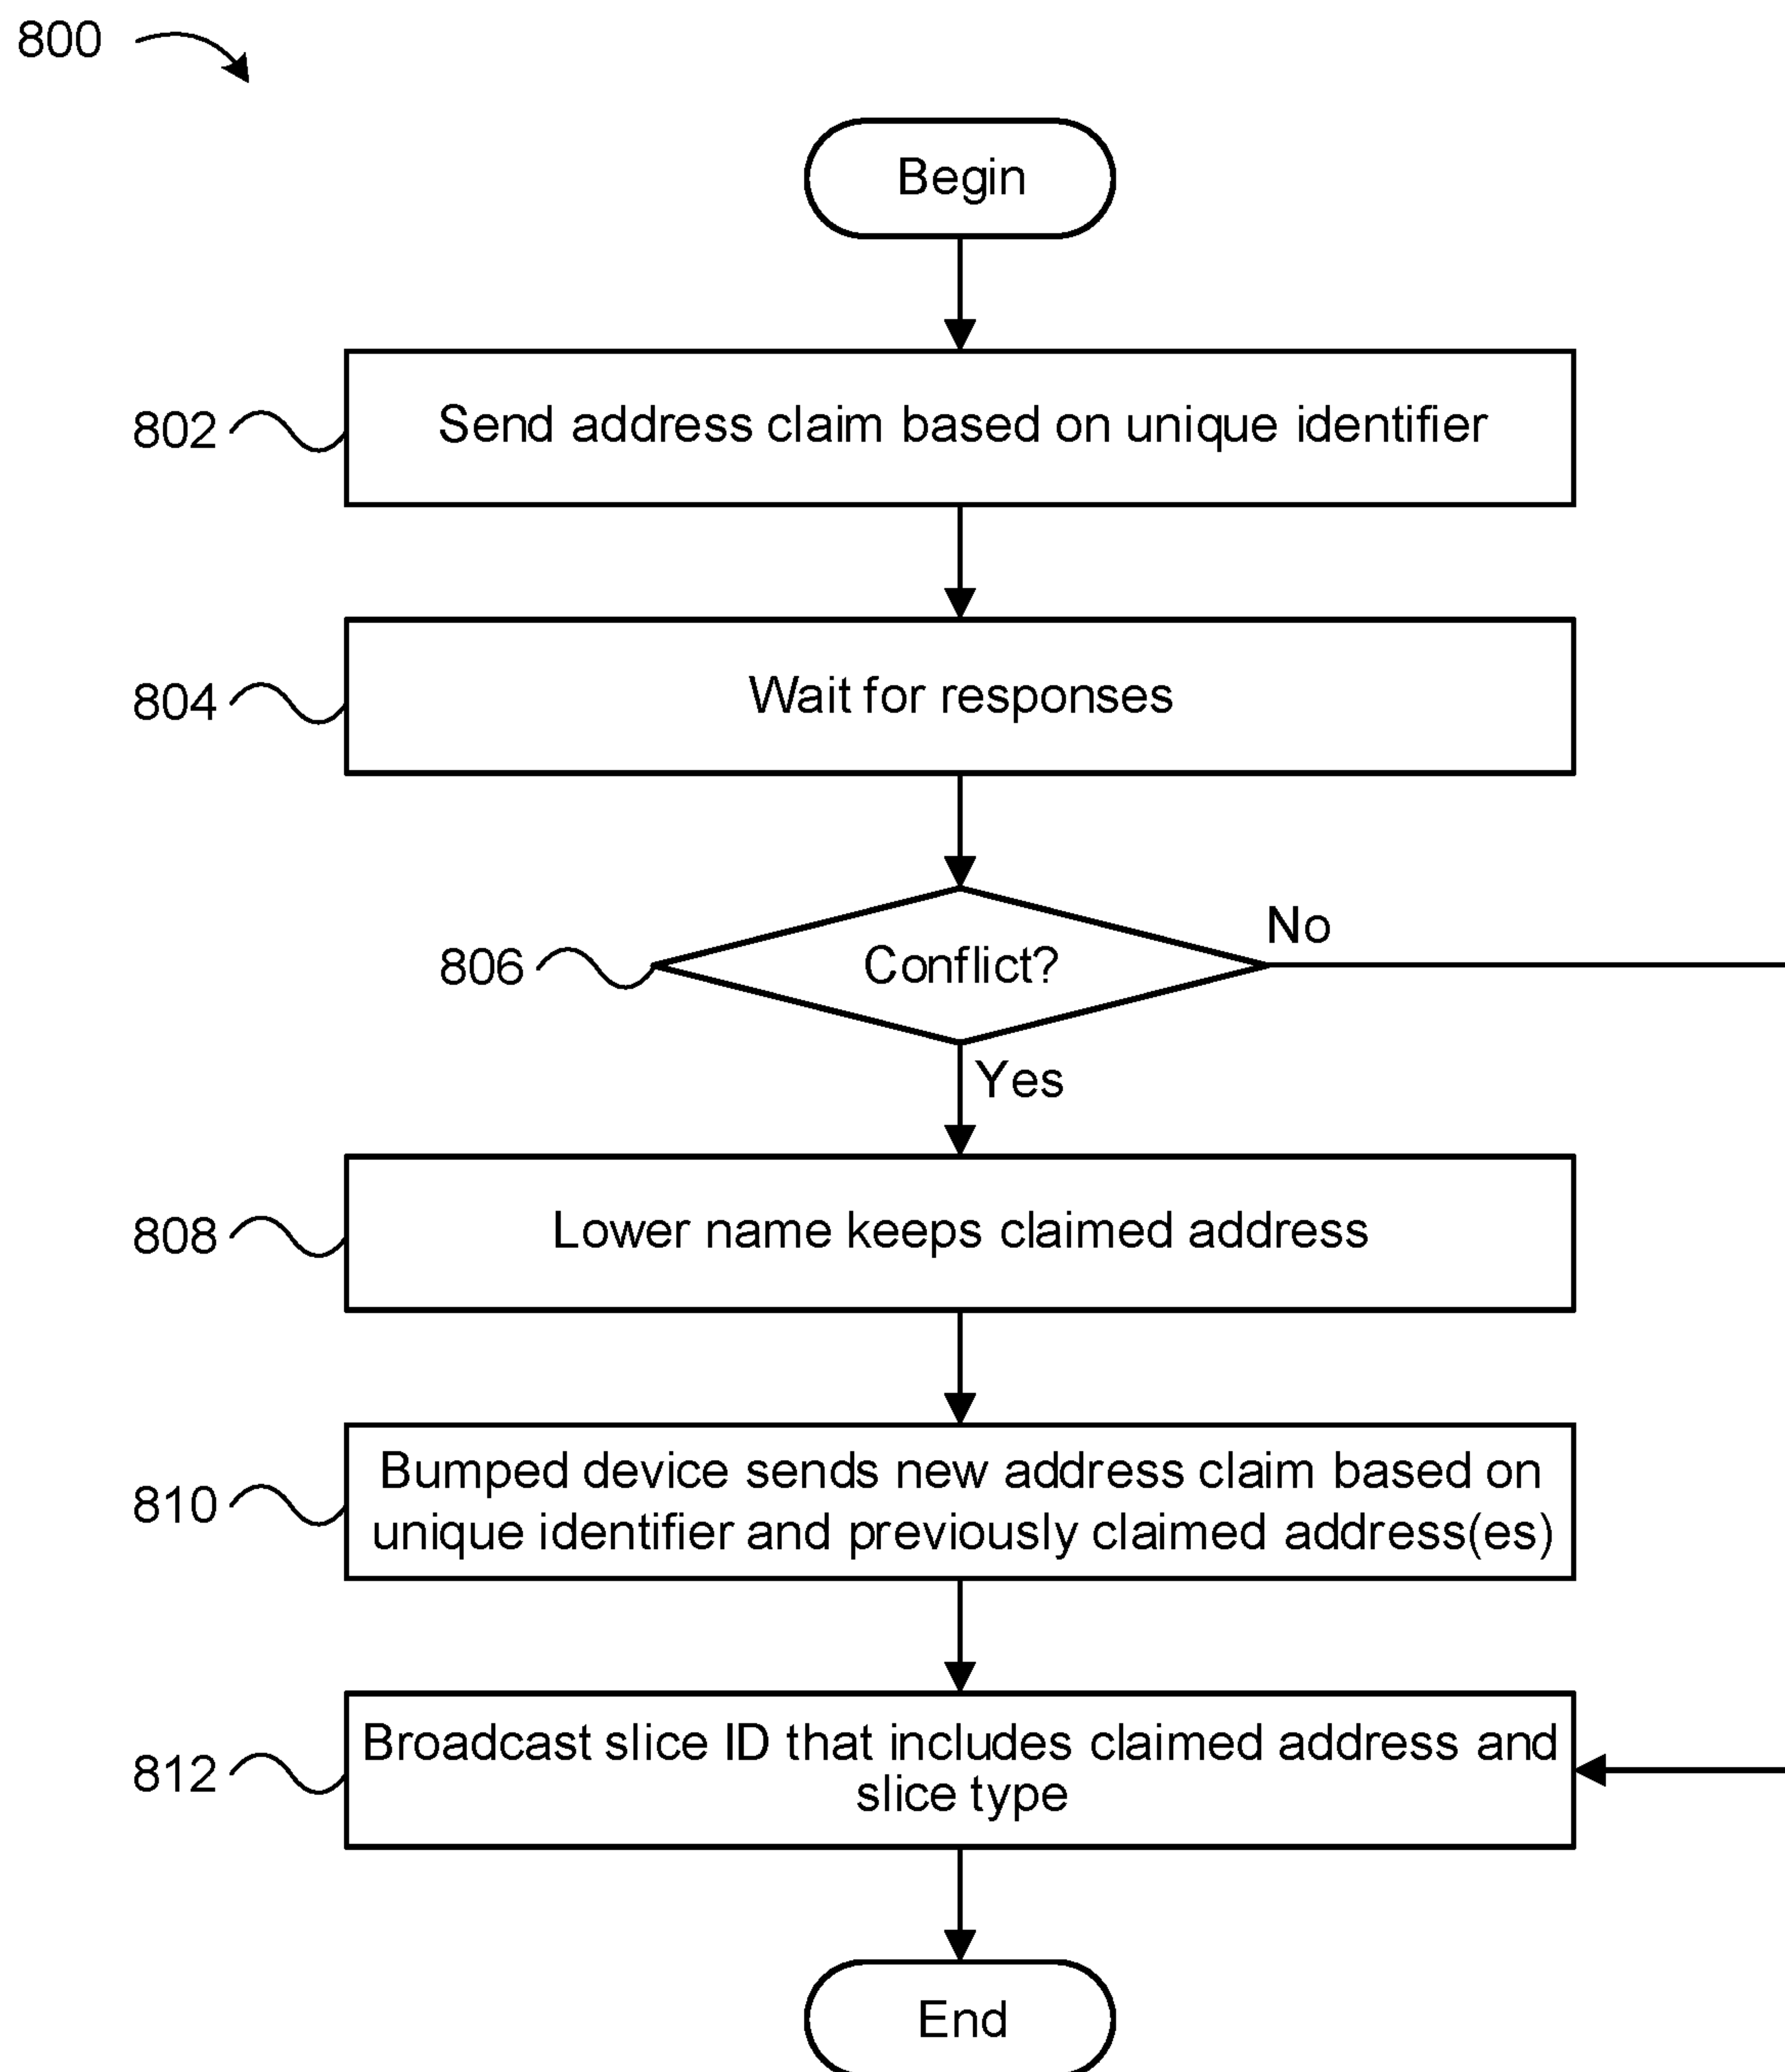 800
Begin
802
Send address claim based on unique identifier
804
Wait for responses
806
Conflict?
No
Yes
808
Lower name keeps claimed address
810
Bumped device sends new address claim based on
unique identifier and previously claimed address(es)
812
Broadcast slice ID that includes claimed address and
slice type
End